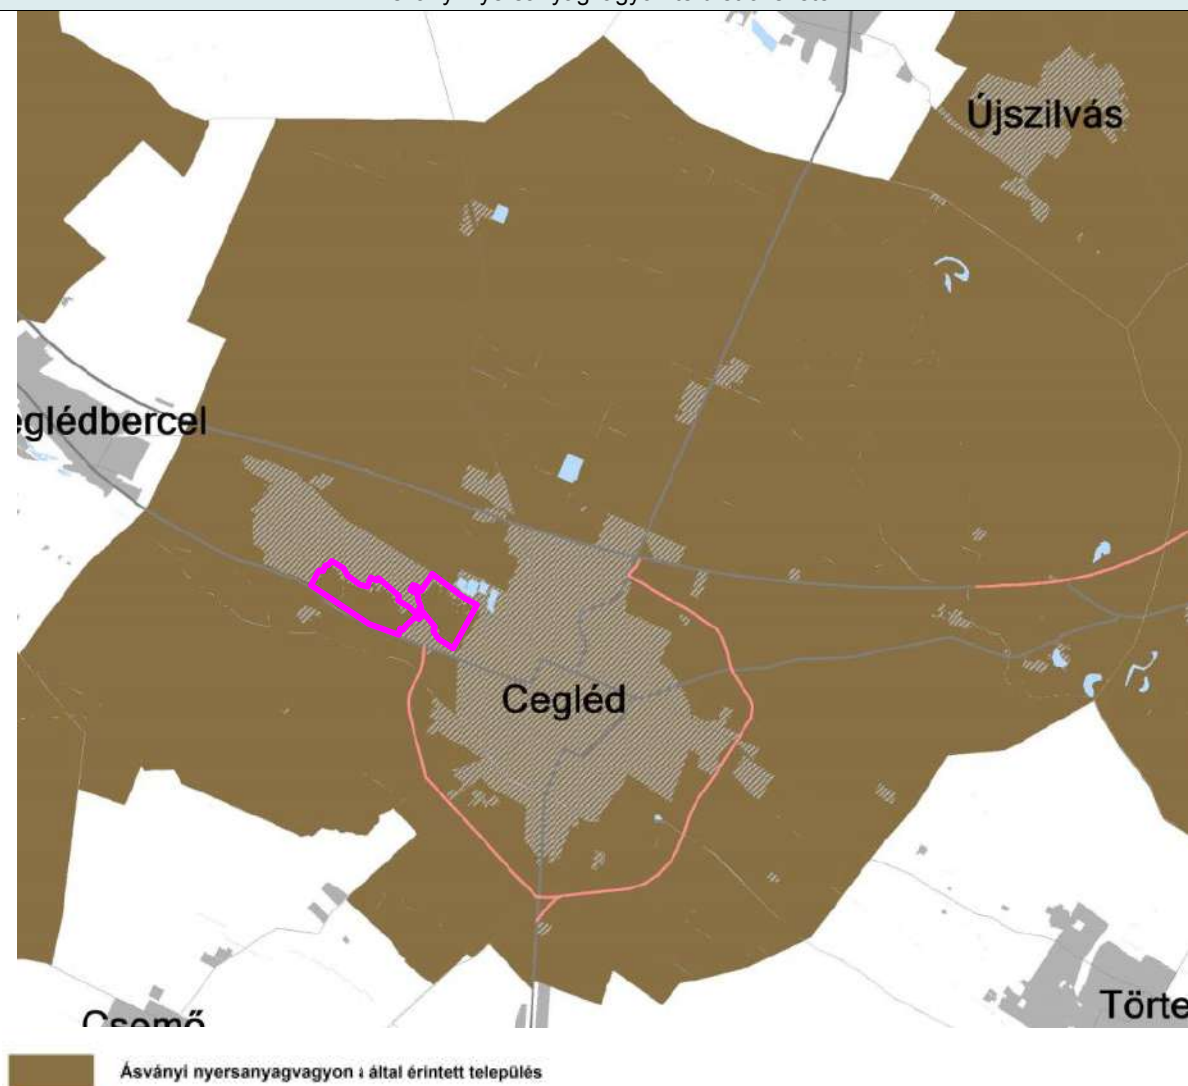 Újszilvás
eglédbercel
Cegléd
Csemő
Törte
Ásványi nyersanyagvagyon által érintett település